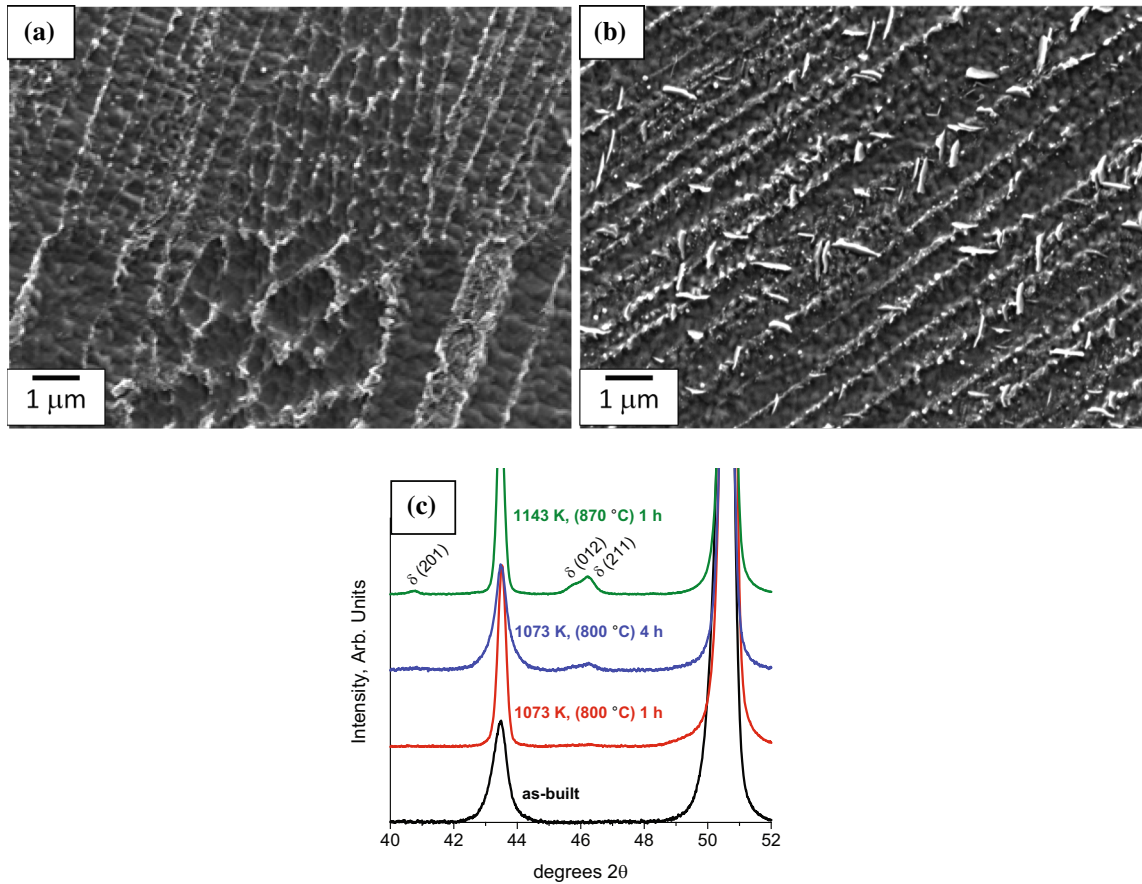 (a)
1 μm
(b)
1 μm
(c)
1143 K, (870 °C) 1 h
δ (201)
δ (012)
δ (211)
1073 K, (800 °C) 4 h
1073 K, (800 °C) 1 h
as-built
Intensity, Arb. Units
40 42 44 46 48 50 52
degrees 2θ